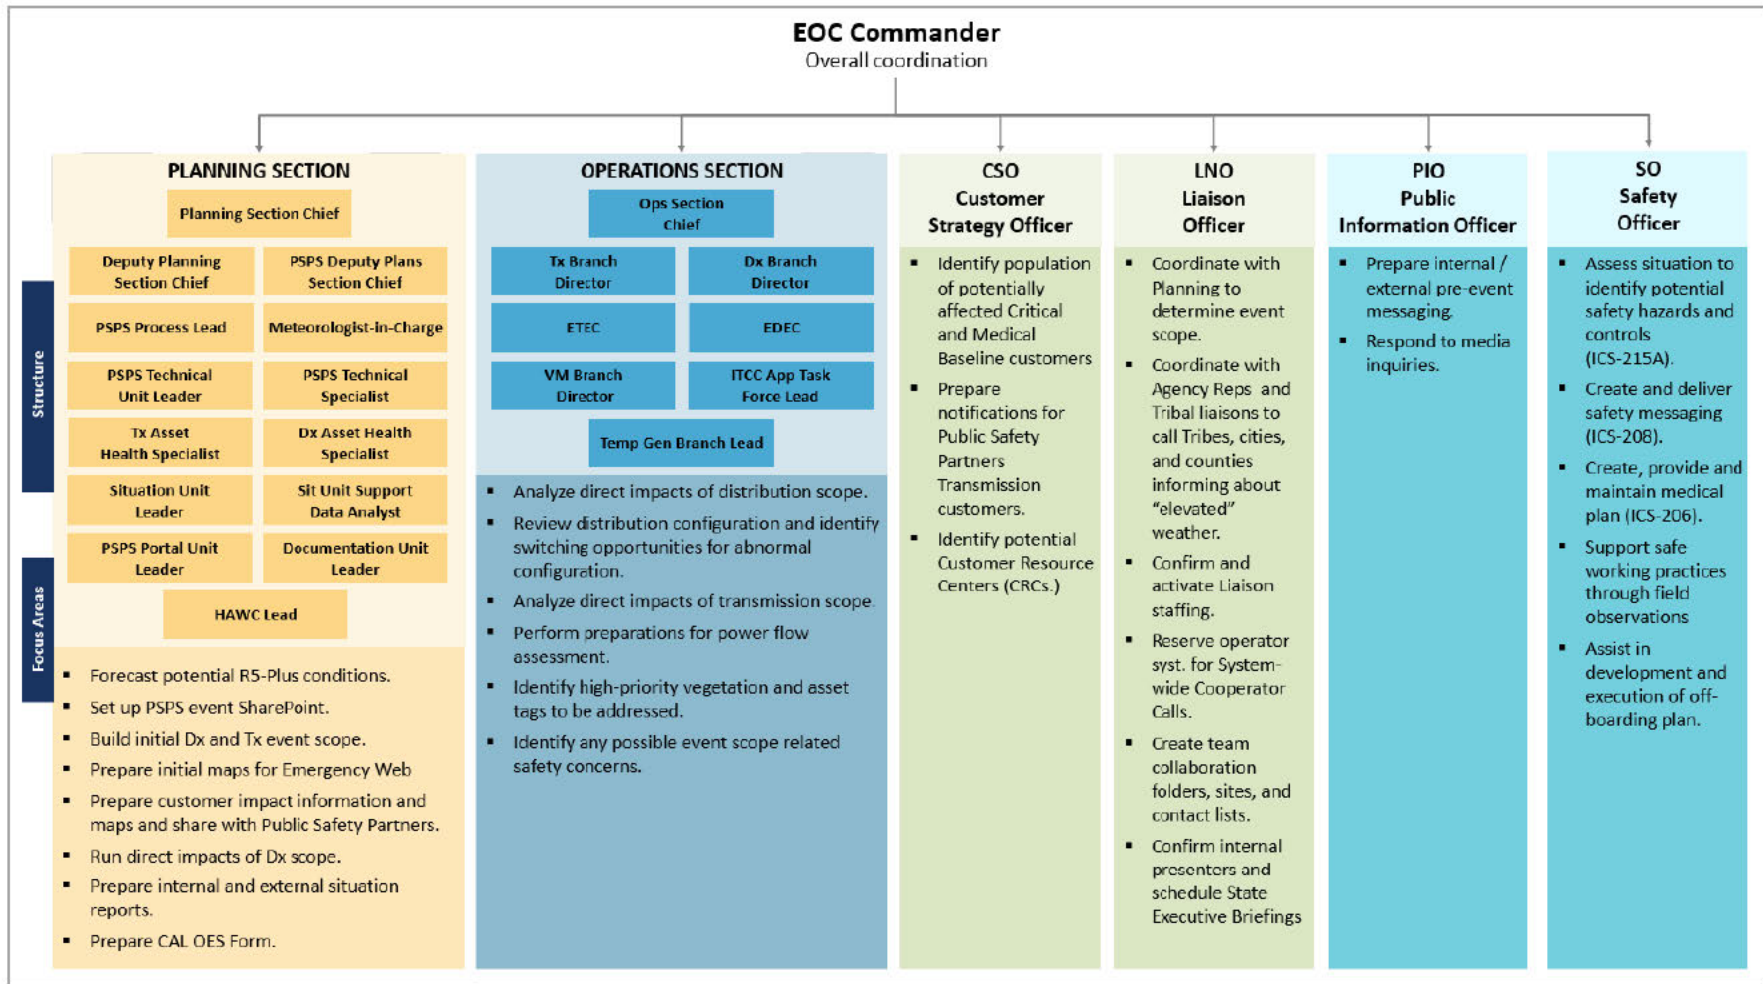 EOC Commander
Overall coordination
PLANNING SECTION
Planning Section Chief
Deputy Planning
Section Chief
PSPS Deputy Plans
Section Chief
PSPS Process Lead
Meteorologist-in-Charge
PSPS Technical
Unit Leader
PSPS Technical
Specialist
Tx Asset
Health Specialist
Dx Asset Health
Specialist
Situation Unit
Leader
Sit Unit Support
Data Analyst
PSPS Portal Unit
Leader
Documentation Unit
Leader
HAWC Lead
Structure
Focus Areas
▪ Forecast potential R5-Plus conditions.
▪ Set up PSPS event SharePoint.
▪ Build initial Dx and Tx event scope.
▪ Prepare initial maps for Emergency Web
▪ Prepare customer impact information and
maps and share with Public Safety Partners.
▪ Run direct impacts of Dx scope.
▪ Prepare internal and external situation
reports.
▪ Prepare CAL OES Form.
OPERATIONS SECTION
Ops Section
Chief
Tx Branch
Director
Dx Branch
Director
ETEC
EDEC
VM Branch
Director
ITCC App Task
Force Lead
Temp Gen Branch Lead
▪ Analyze direct impacts of distribution scope.
▪ Review distribution configuration and identify
switching opportunities for abnormal
configuration.
▪ Analyze direct impacts of transmission scope.
▪ Perform preparations for power flow
assessment.
▪ Identify high-priority vegetation and asset
tags to be addressed.
▪ Identify any possible event scope related
safety concerns.
CSO
Customer
Strategy Officer
▪ Identify population
of potentially
affected Critical
and Medical
Baseline customers
▪ Prepare
notifications for
Public Safety
Partners
Transmission
customers.
▪ Identify potential
Customer Resource
Centers (CRCs.)
LNO
Liaison
Officer
▪ Coordinate with
Planning to
determine event
scope.
▪ Coordinate with
Agency Reps and
Tribal liaisons to
call Tribes, cities,
and counties
informing about
“elevated”
weather.
▪ Confirm and
activate Liaison
staffing.
▪ Reserve operator
syst. for System-
wide Cooperator
Calls.
▪ Create team
collaboration
folders, sites, and
contact lists.
▪ Confirm internal
presenters and
schedule State
Executive Briefings
PIO
Public
Information Officer
▪ Prepare internal /
external pre-event
messaging.
▪ Respond to media
inquiries.
SO
Safety
Officer
▪ Assess situation to
identify potential
safety hazards and
controls
(ICS-215A).
▪ Create and deliver
safety messaging
(ICS-208).
▪ Create, provide and
maintain medical
plan (ICS-206).
▪ Support safe
working practices
through field
observations
▪ Assist in
development and
execution of off-
boarding plan.